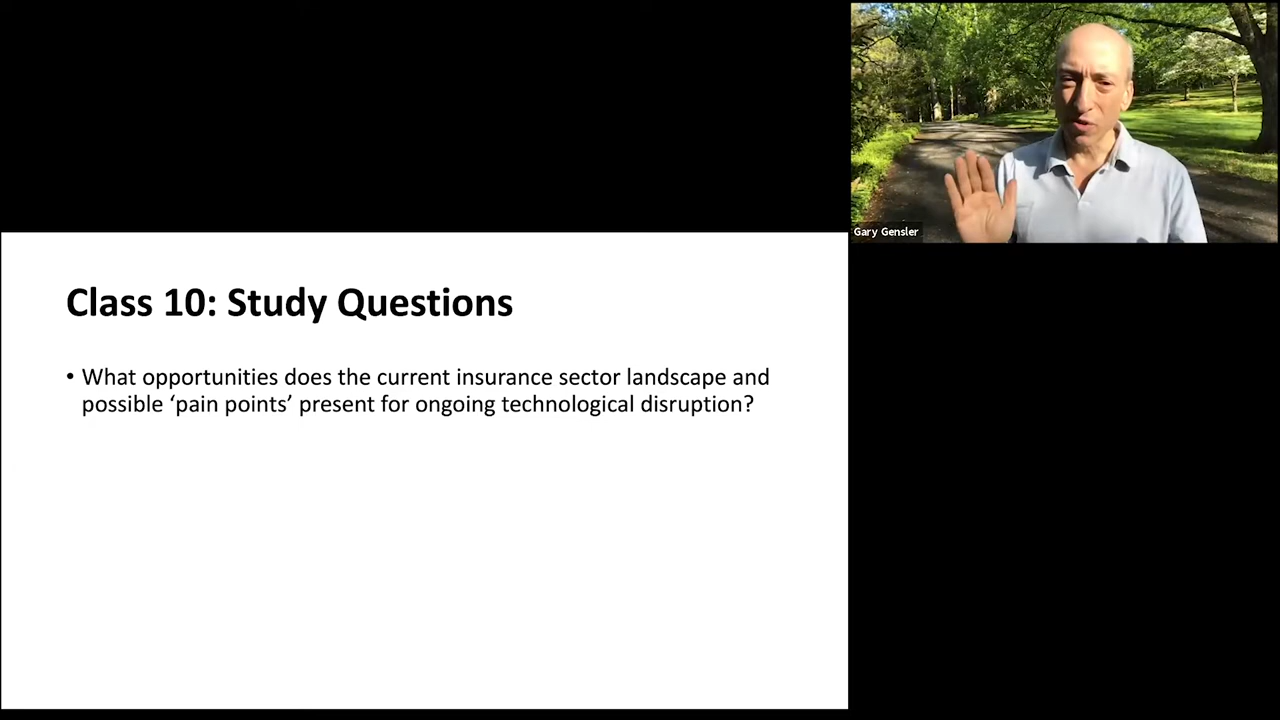 Gary Gensler
Class 10: Study Questions
• What opportunities does the current insurance sector landscape and
possible ‘pain points’ present for ongoing technological disruption?